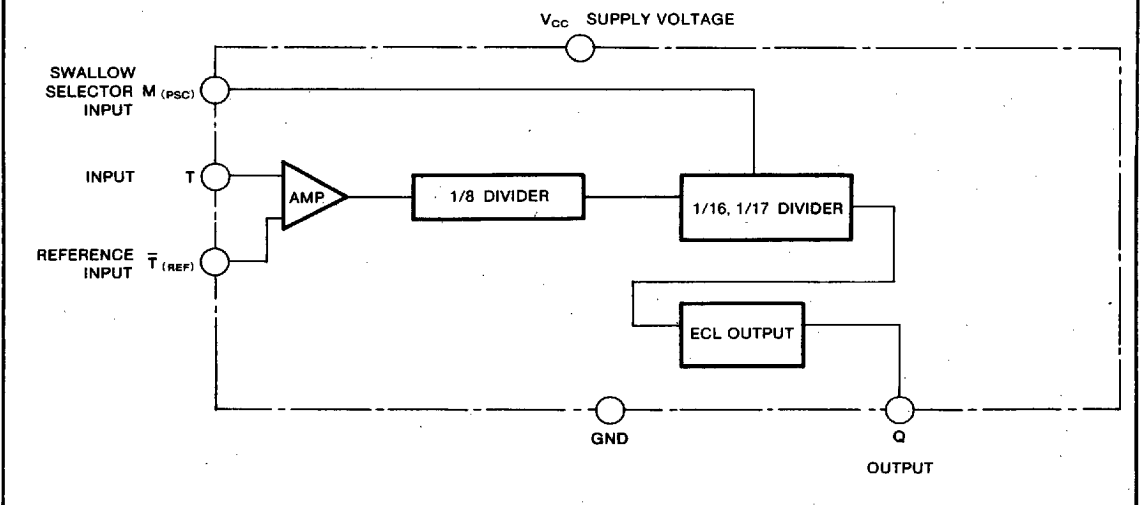 Vcc SUPPLY VOLTAGE
SWALLOW
SELECTOR M (PSC)
INPUT
INPUT T
AMP
1/8 DIVIDER
1/16, 1/17 DIVIDER
REFERENCE T̅ (REF)
INPUT
ECL OUTPUT
GND
Q
OUTPUT